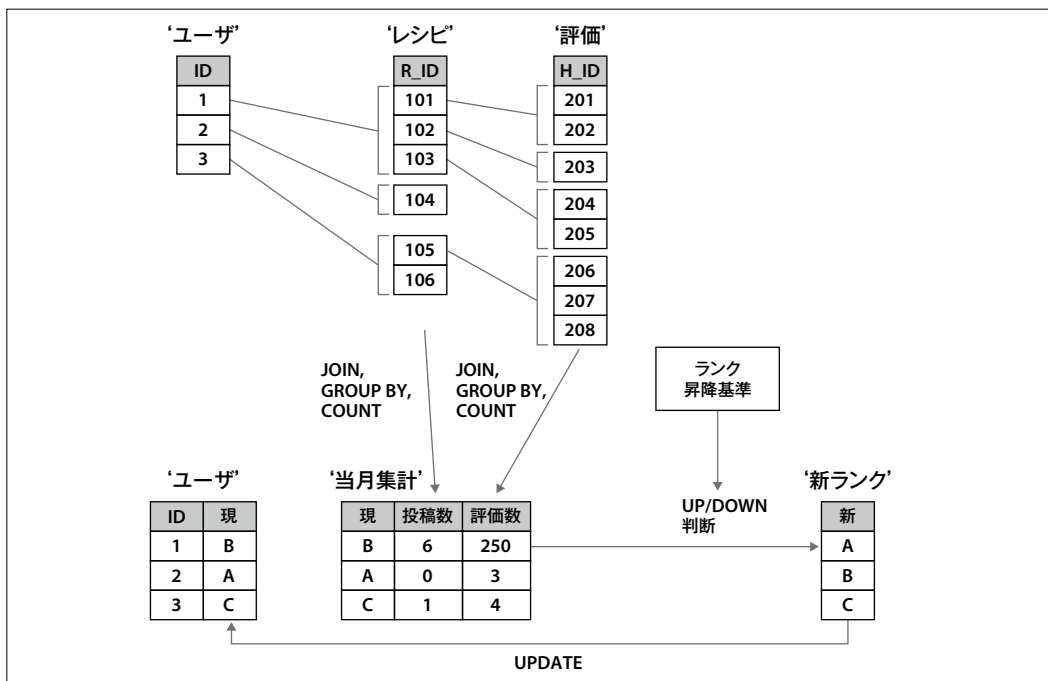 ‘ユーザ’
ID
1
2
3
‘レシピ’
R_ID
101
102
103
104
105
106
‘評価’
H_ID
201
202
203
204
205
206
207
208
JOIN,
GROUP BY,
COUNT
JOIN,
GROUP BY,
COUNT
ランク
昇降基準
‘ユーザ’
ID 現
1 B
2 A
3 C
‘当月集計’
現 投稿数 評価数
B 6 250
A 0 3
C 1 4
UP/DOWN
判断
‘新ランク’
新
A
B
C
UPDATE